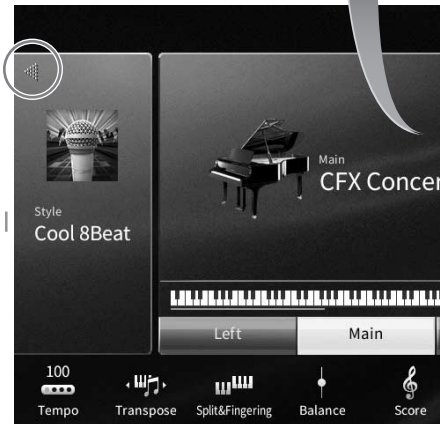 Style
Cool 8Beat
Main
CFX Concer
Left
Main
100
Tempo
Transpose
Split&Fingering
Balance
Score